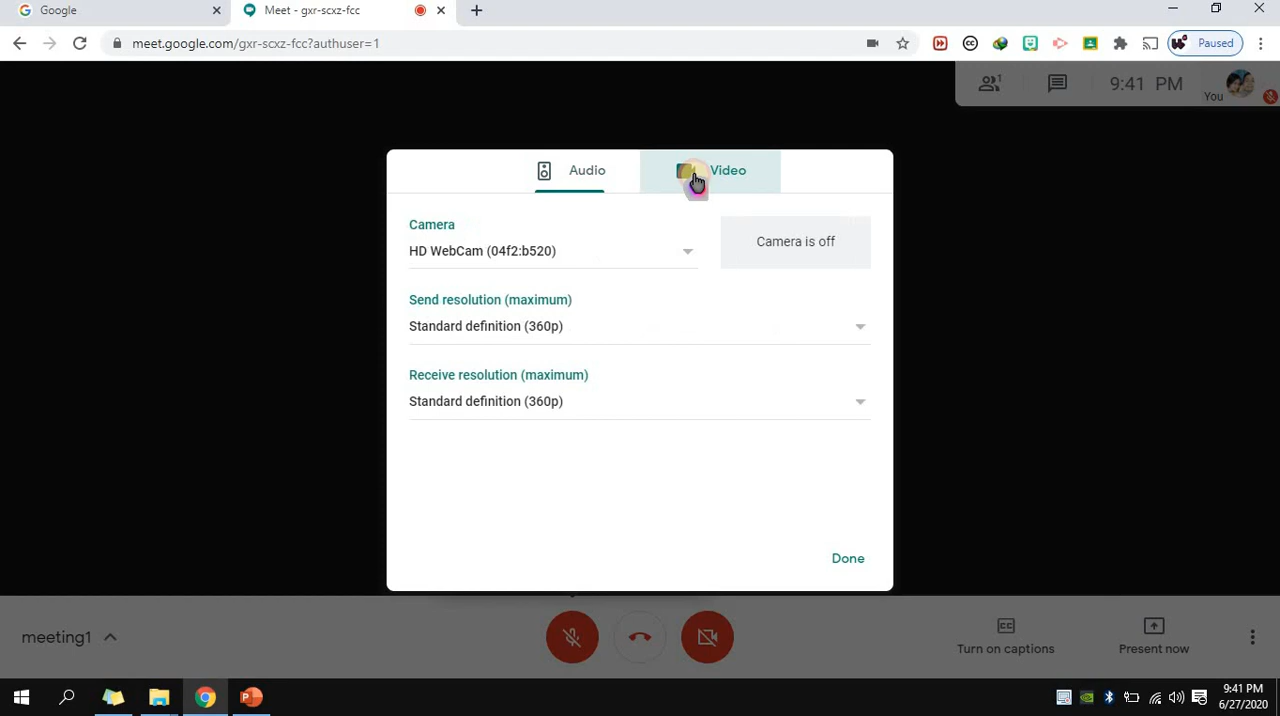 Google
Meet - gxr-scxz-fcc
meet.google.com/gxr-scxz-fcc?authuser=1
Paused
1
9:41 PM
You
Audio
Video
Camera
HD WebCam (04f2:b520)
Camera is off
Send resolution (maximum)
Standard definition (360p)
Receive resolution (maximum)
Standard definition (360p)
Done
meeting1
Turn on captions
Present now
9:41 PM
6/27/2020